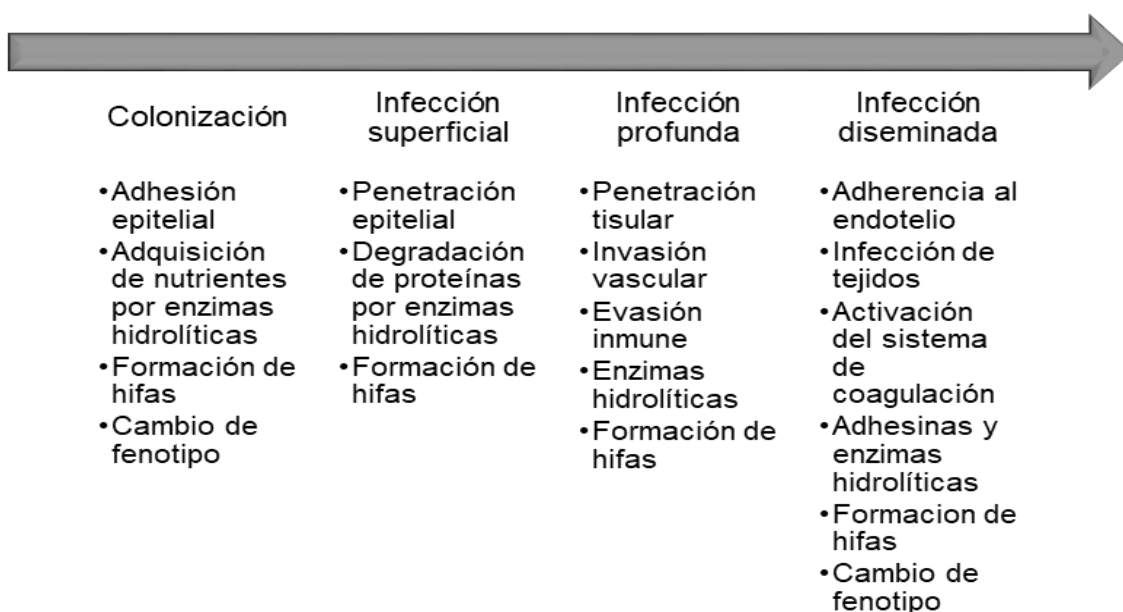 Colonización
•Adhesión
epitelial
•Adquisición
de nutrientes
por enzimas
hidrolíticas
•Formación de
hifas
•Cambio de
fenotipo
Infección
superficial
•Penetración
epitelial
•Degradación
de proteínas
por enzimas
hidrolíticas
•Formación de
hifas
Infección
profunda
•Penetración
tisular
•Invasión
vascular
•Evasión
inmune
•Enzimas
hidrolíticas
•Formación de
hifas
Infección
diseminada
•Adherencia al
endotelio
•Infección de
tejidos
•Activación
del sistema
de
coagulación
•Adhesinas y
enzimas
hidrolíticas
•Formacion de
hifas
•Cambio de
fenotipo